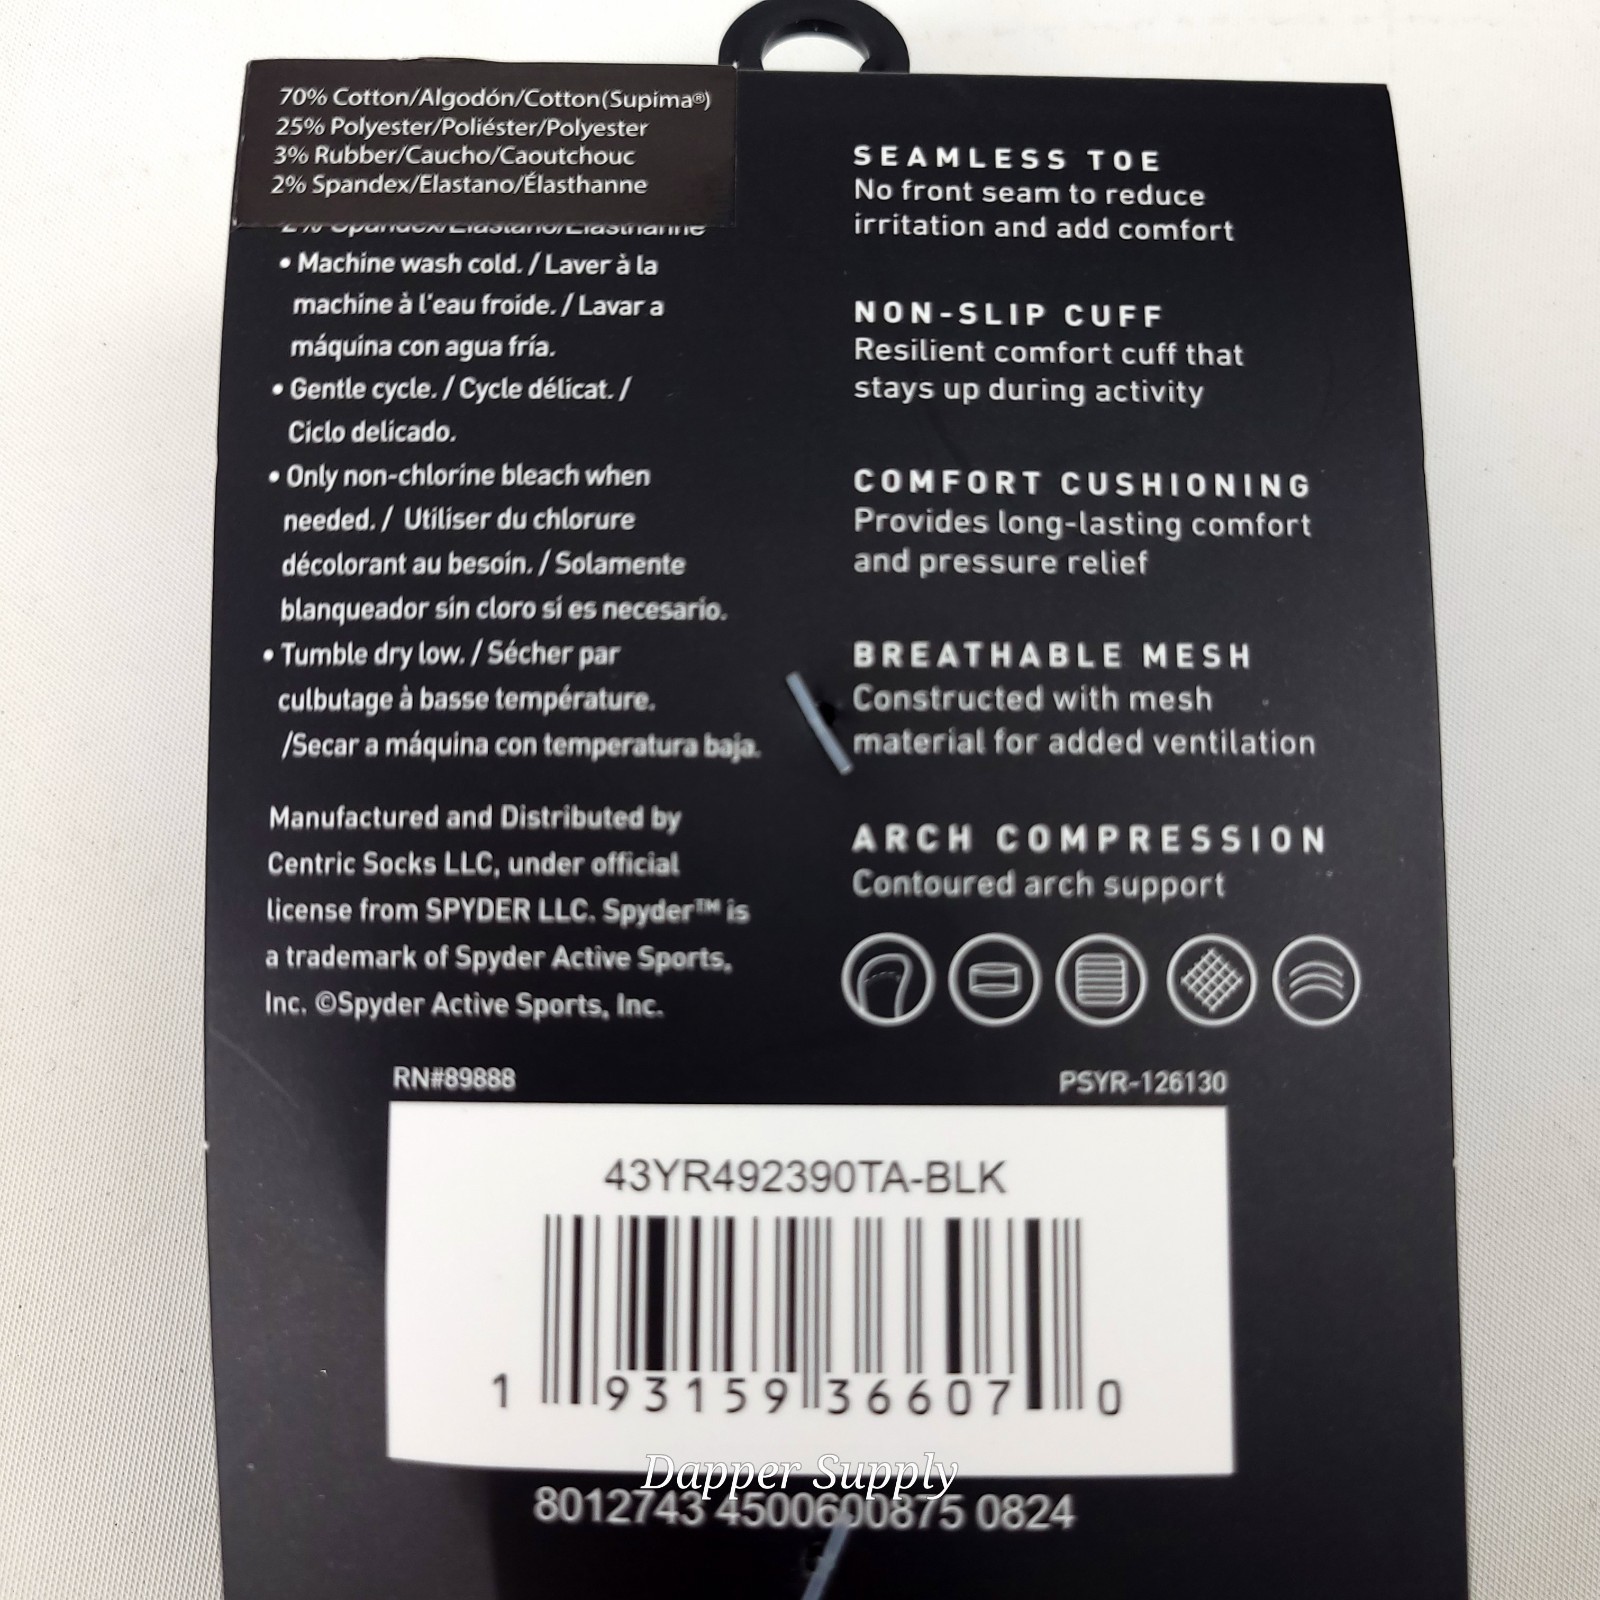 70% Cotton/Algodón/Cotton(Supima®)
25% Polyester/Poliéster/Polyester
3% Rubber/Caucho/Caoutchouc
2% Spandex/Elastano/Élasthanne
2% Spandex/Elastano/Élasthanne
• Machine wash cold. / Laver à la
machine à l'eau froide. / Lavar a
máquina con agua fría.
• Gentle cycle. / Cycle délicat. /
Ciclo delicado.
• Only non-chlorine bleach when
needed. / Utiliser du chlorure
décolorant au besoin. / Solamente
blanqueador sin cloro si es necesario.
• Tumble dry low. / Sécher par
culbutage à basse température.
/Secar a máquina con temperatura baja.
Manufactured and Distributed by
Centric Socks LLC, under official
license from SPYDER LLC. Spyder™ is
a trademark of Spyder Active Sports,
Inc. ©Spyder Active Sports, Inc.
SEAMLESS TOE
No front seam to reduce
irritation and add comfort
NON-SLIP CUFF
Resilient comfort cuff that
stays up during activity
COMFORT CUSHIONING
Provides long-lasting comfort
and pressure relief
BREATHABLE MESH
Constructed with mesh
material for added ventilation
ARCH COMPRESSION
Contoured arch support
RN#89888
PSYR-126130
43YR492390TA-BLK
1 93159 36607 0
Dapper Supply
8012743 4500600875 0824